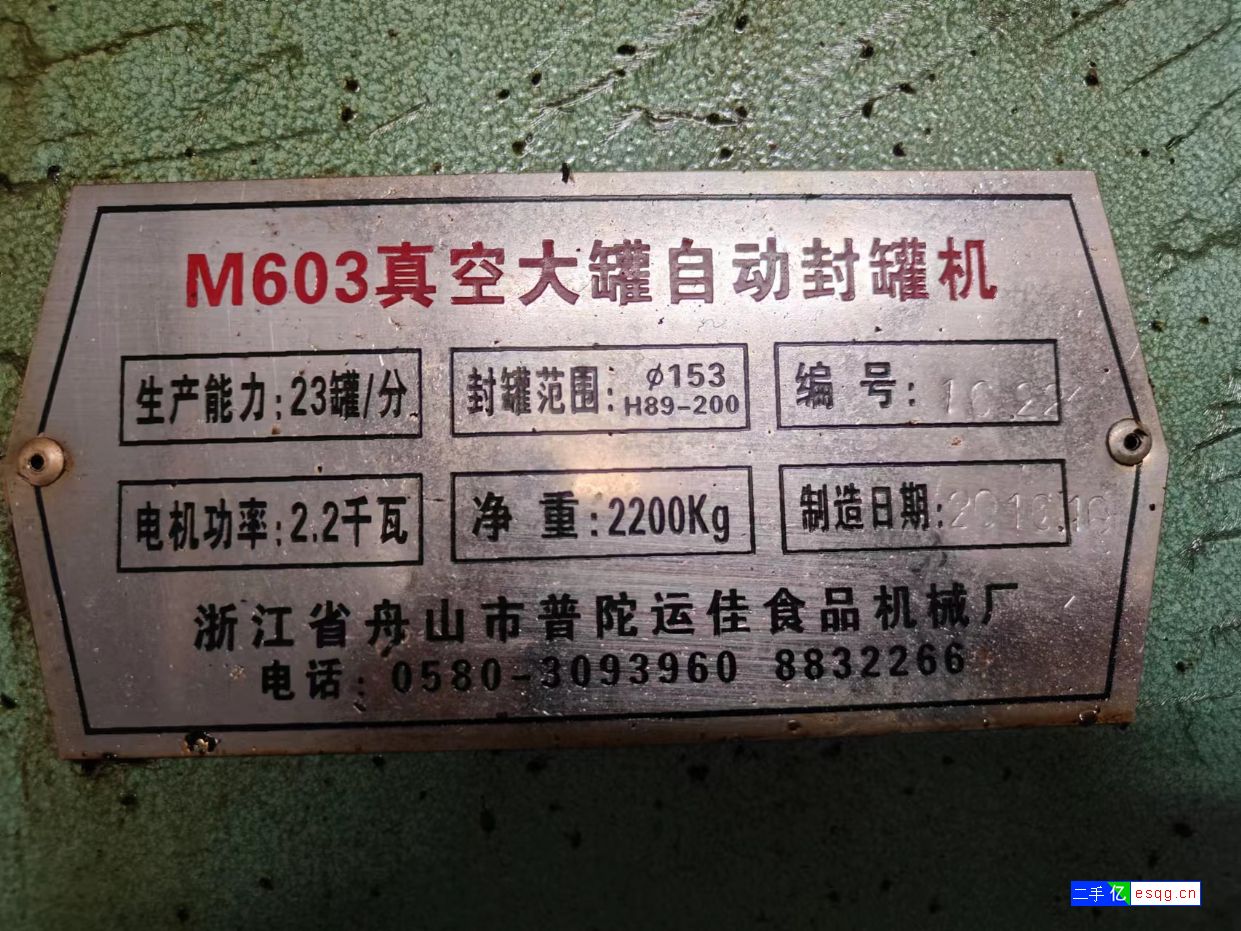 M603真空大罐自动封罐机
生产能力:23罐/分
封罐范围:
ø153
H89-200
编号:
电机功率:2.2千瓦
净重:2200Kg
制造日期:2016.10
浙江省舟山市普陀运佳食品机械厂
电话:0580-3093960 8832266
二手亿 esqg.cn